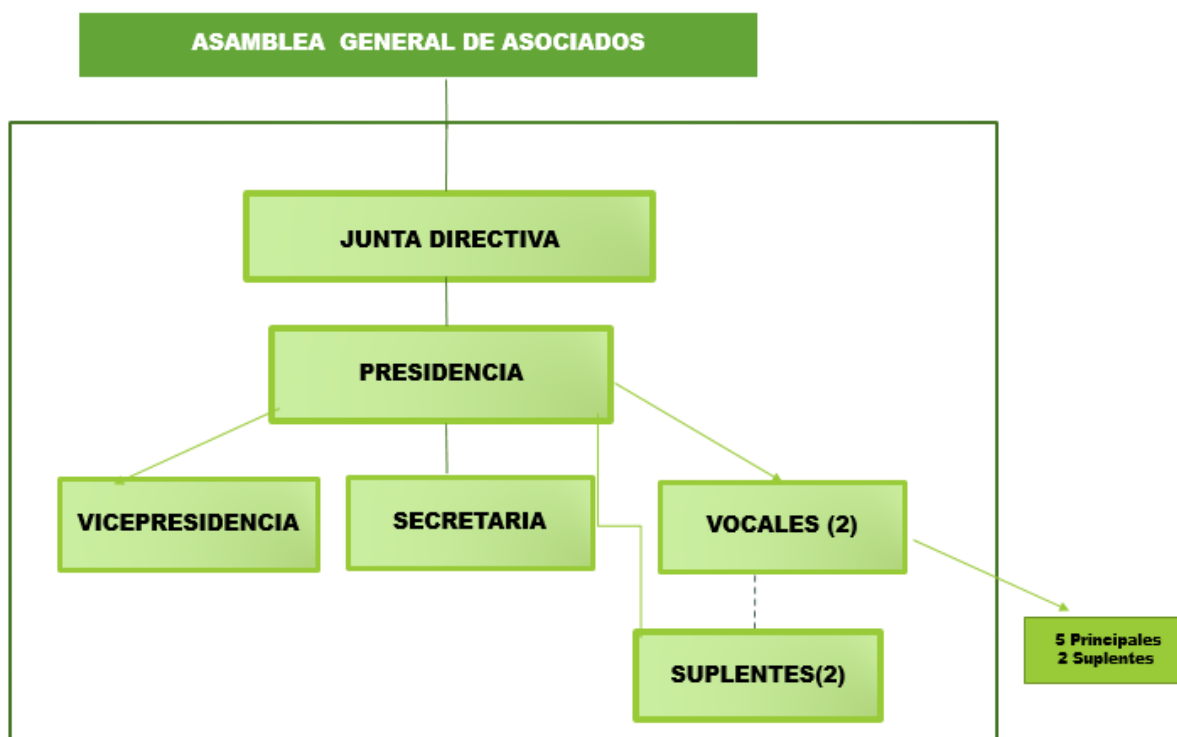 ASAMBLEA GENERAL DE ASOCIADOS
JUNTA DIRECTIVA
PRESIDENCIA
VICEPRESIDENCIA
SECRETARIA
VOCALES (2)
SUPLENTES(2)
5 Principales
2 Suplentes